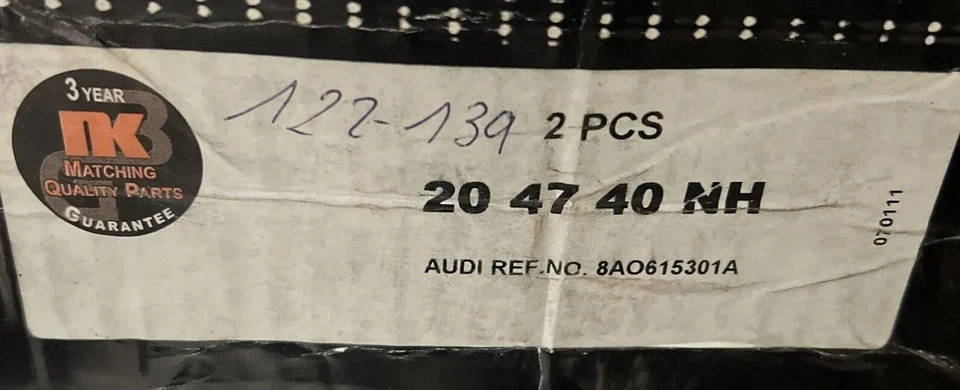 3 YEAR
NK
MATCHING
QUALITY PARTS
GUARANTEE
122-139
2 PCS
20 47 40 NH
AUDI REF.NO. 8AO615301A
070111